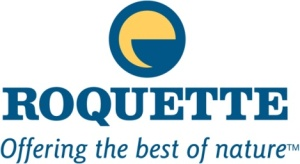 ROQUETTE
Offering the best of nature™